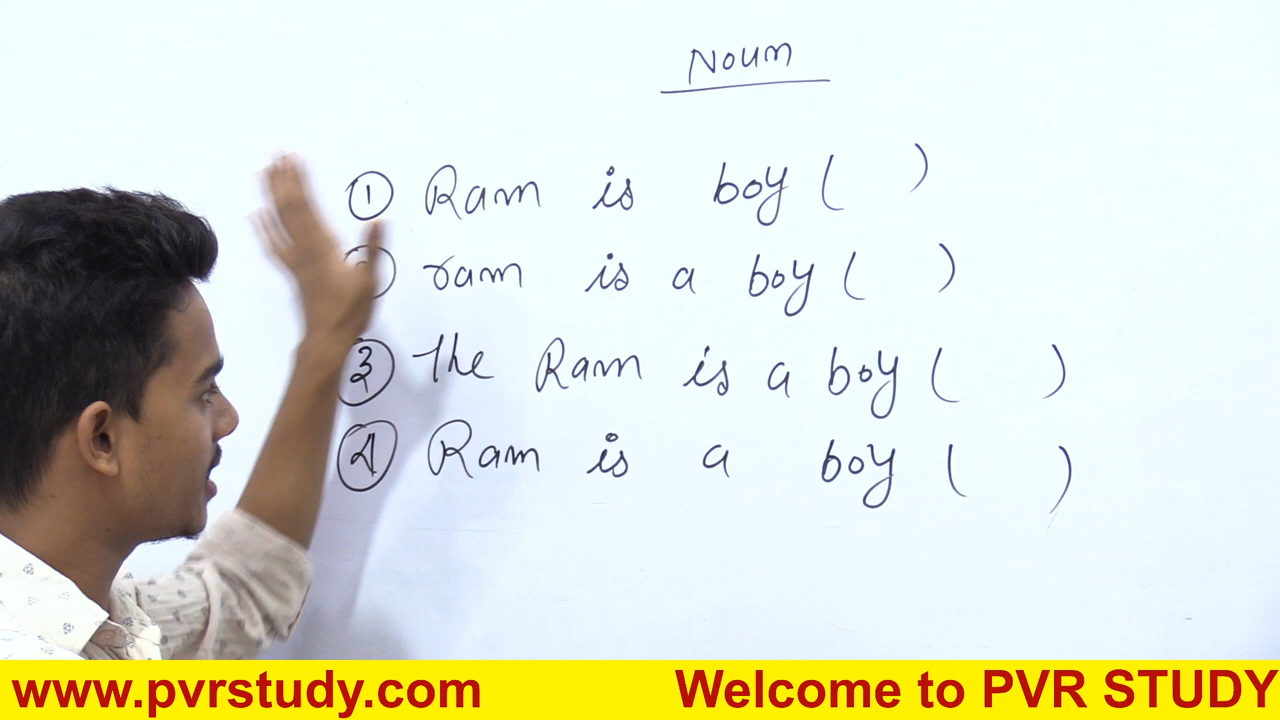 Noun
① Ram is boy ( )
ram is a boy ( )
③ The Ram is a boy ( )
④ Ram is a boy ( )
www.pvrstudy.com Welcome to PVR STUDY